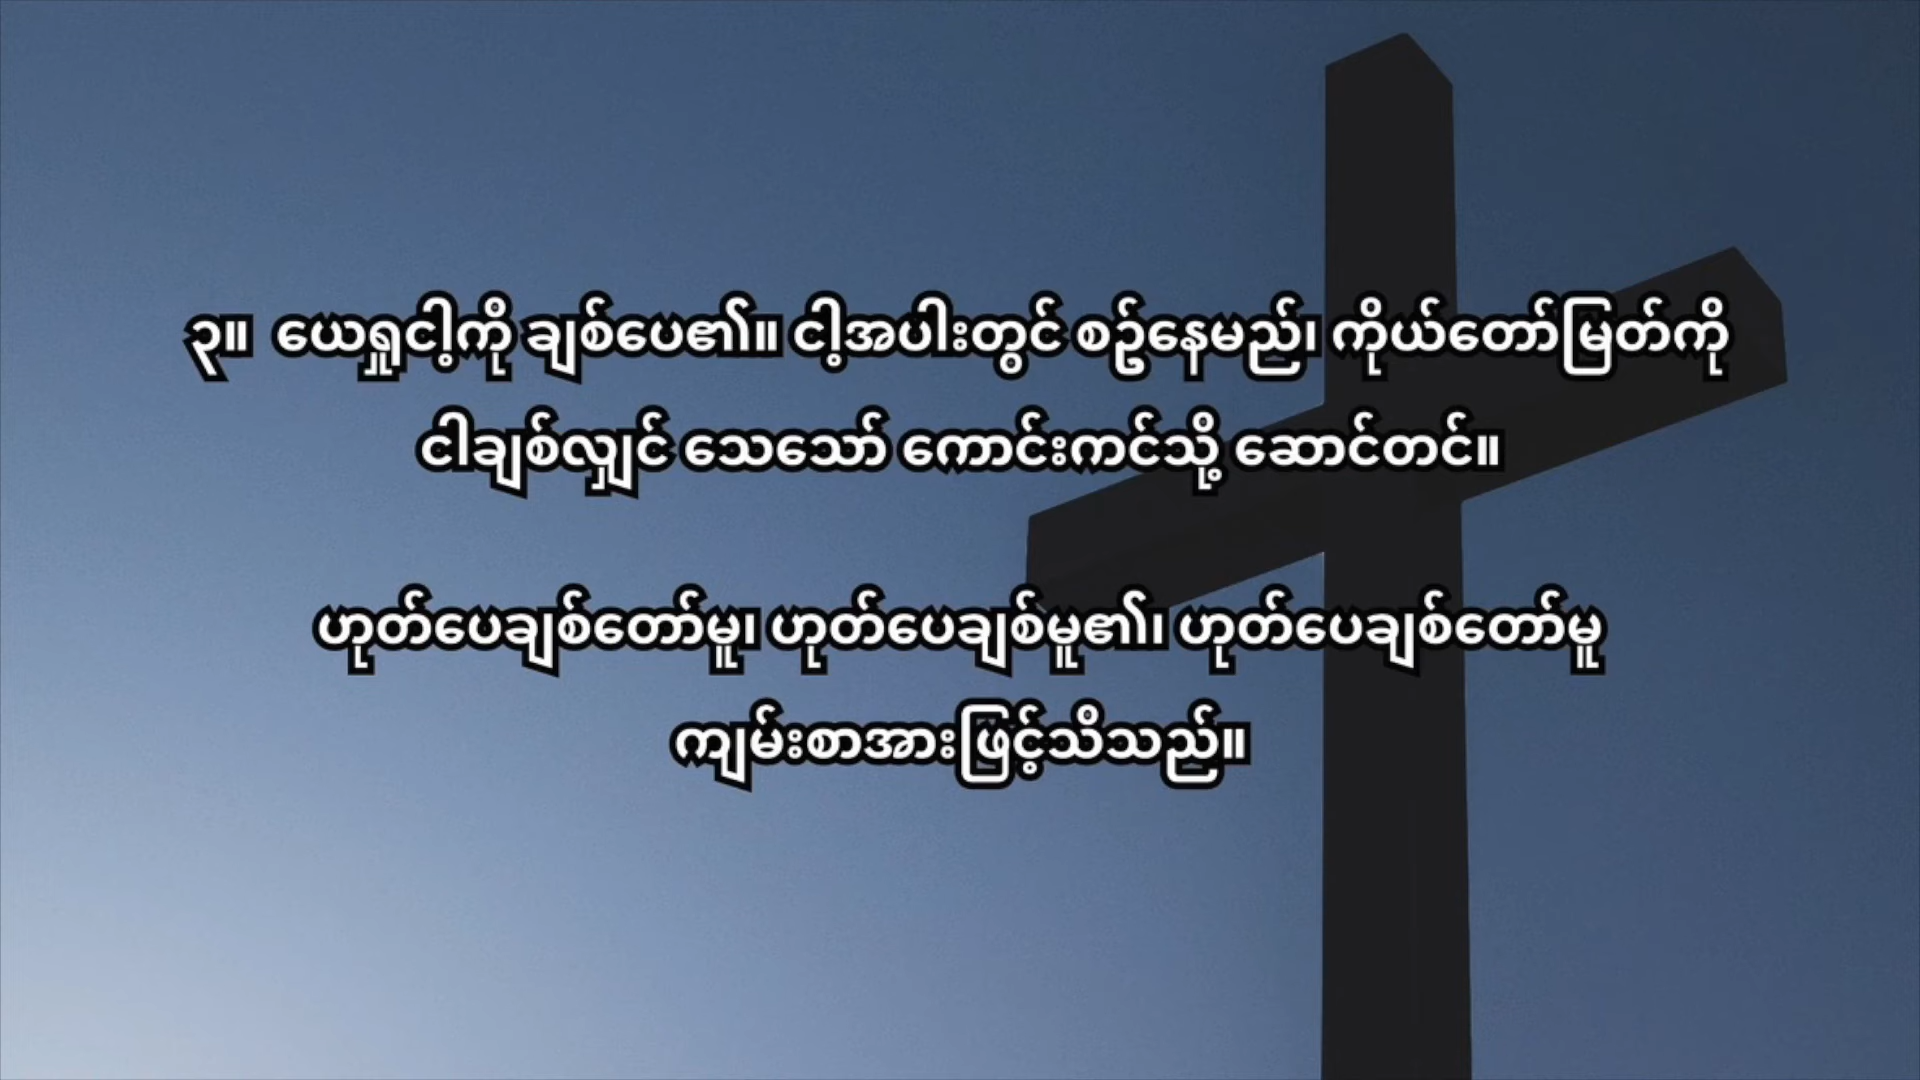 ၃။ ယေရှုငါ့ကို ချစ်ပေ၏။ ငါ့အပါးတွင် စဥ်နေမည်၊ ကိုယ်တော်မြတ်ကို
ငါချစ်လျှင် သေသော် ကောင်းကင်သို့ ဆောင်တင်။
ဟုတ်ပေချစ်တော်မူ၊ ဟုတ်ပေချစ်မူ၏၊ ဟုတ်ပေချစ်တော်မူ
ကျမ်းစာအားဖြင့်သိသည်။